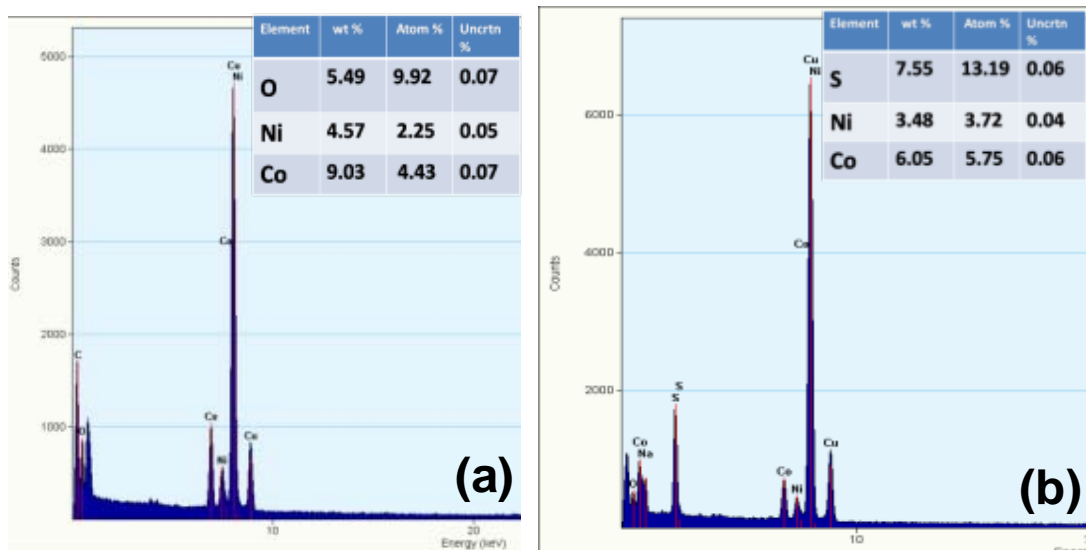 Element wt % Atom % Uncrtn %
O 5.49 9.92 0.07
Ni 4.57 2.25 0.05
Co 9.03 4.43 0.07
5000
4000
3000
2000
1000
Counts
Cu
Ni
Co
C
O
Co
Ni
Cu
10
20
Energy (keV)
(a)
Element wt % Atom % Uncrtn %
S 7.55 13.19 0.06
Ni 3.48 3.72 0.04
Co 6.05 5.75 0.06
6000
4000
2000
Counts
Cu
Ni
Co
S
S
Co
Na
O
Co
Ni
Cu
10
(b)